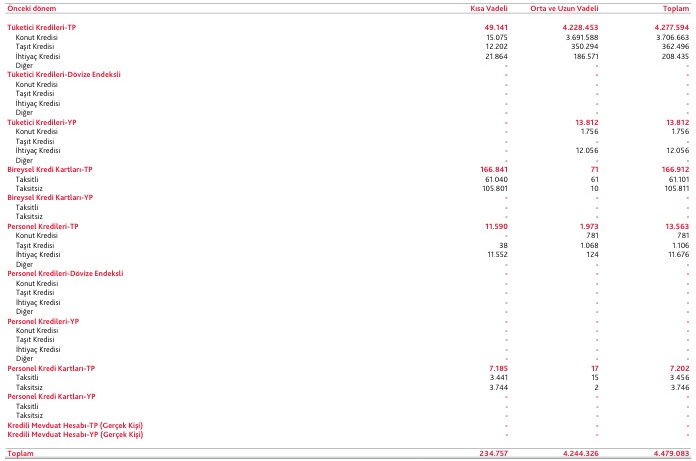 Önceki dönem Kısa Vadeli Orta ve Uzun Vadeli Toplam
Tüketici Kredileri-TP 49.141 4.228.453 4.277.594
Konut Kredisi 15.075 3.691.588 3.706.663
Taşıt Kredisi 12.202 350.294 362.496
İhtiyaç Kredisi 21.864 186.571 208.435
Diğer - - -
Tüketici Kredileri-Dövize Endeksli - - -
Konut Kredisi - - -
Taşıt Kredisi - - -
İhtiyaç Kredisi - - -
Diğer - - -
Tüketici Kredileri-YP - 13.812 13.812
Konut Kredisi - 1.756 1.756
Taşıt Kredisi - - -
İhtiyaç Kredisi - 12.056 12.056
Diğer - - -
Bireysel Kredi Kartları-TP 166.841 71 166.912
Taksitli 61.040 61 61.101
Taksitsiz 105.801 10 105.811
Bireysel Kredi Kartları-YP - - -
Taksitli - - -
Taksitsiz - - -
Personel Kredileri-TP 11.590 1.973 13.563
Konut Kredisi - 781 781
Taşıt Kredisi 38 1.068 1.106
İhtiyaç Kredisi 11.552 124 11.676
Diğer - - -
Personel Kredileri-Dövize Endeksli - - -
Konut Kredisi - - -
Taşıt Kredisi - - -
İhtiyaç Kredisi - - -
Diğer - - -
Personel Kredileri-YP - - -
Konut Kredisi - - -
Taşıt Kredisi - - -
İhtiyaç Kredisi - - -
Diğer - - -
Personel Kredi Kartları-TP 7.185 17 7.202
Taksitli 3.441 15 3.456
Taksitsiz 3.744 2 3.746
Personel Kredi Kartları-YP - - -
Taksitli - - -
Taksitsiz - - -
Kredili Mevduat Hesabı-TP (Gerçek Kişi) - - -
Kredili Mevduat Hesabı-YP (Gerçek Kişi) - - -
Toplam 234.757 4.244.326 4.479.083